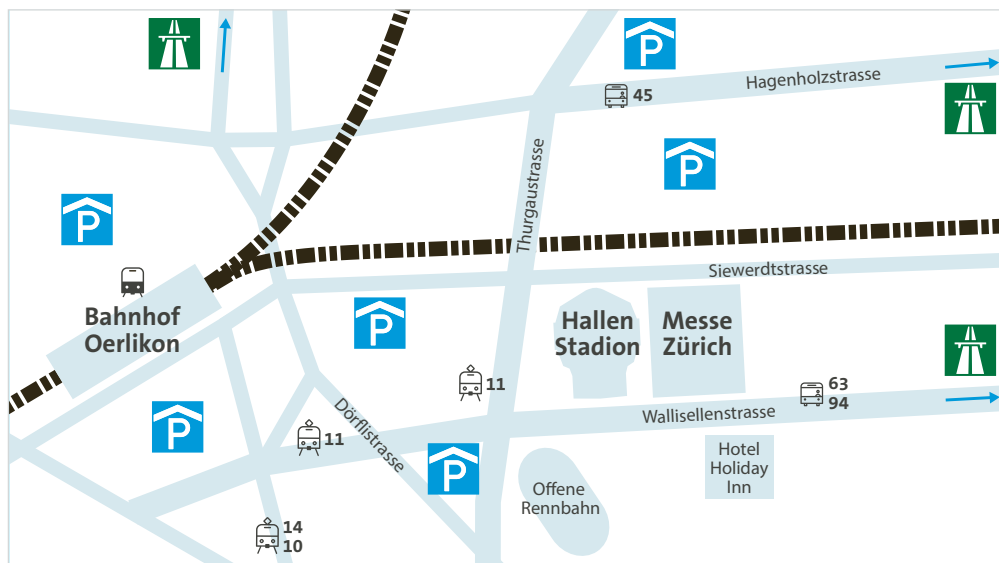 P
Hagenholzstrasse
45
P
Thurgaustrasse
P
Siewerdtstrasse
Bahnhof
Oerlikon
P
Hallen
Stadion
Messe
Zürich
11
63
94
Wallisellenstrasse
Dörflistrasse
P
11
P
Hotel
Holiday
Inn
Offene
Rennbahn
14
10